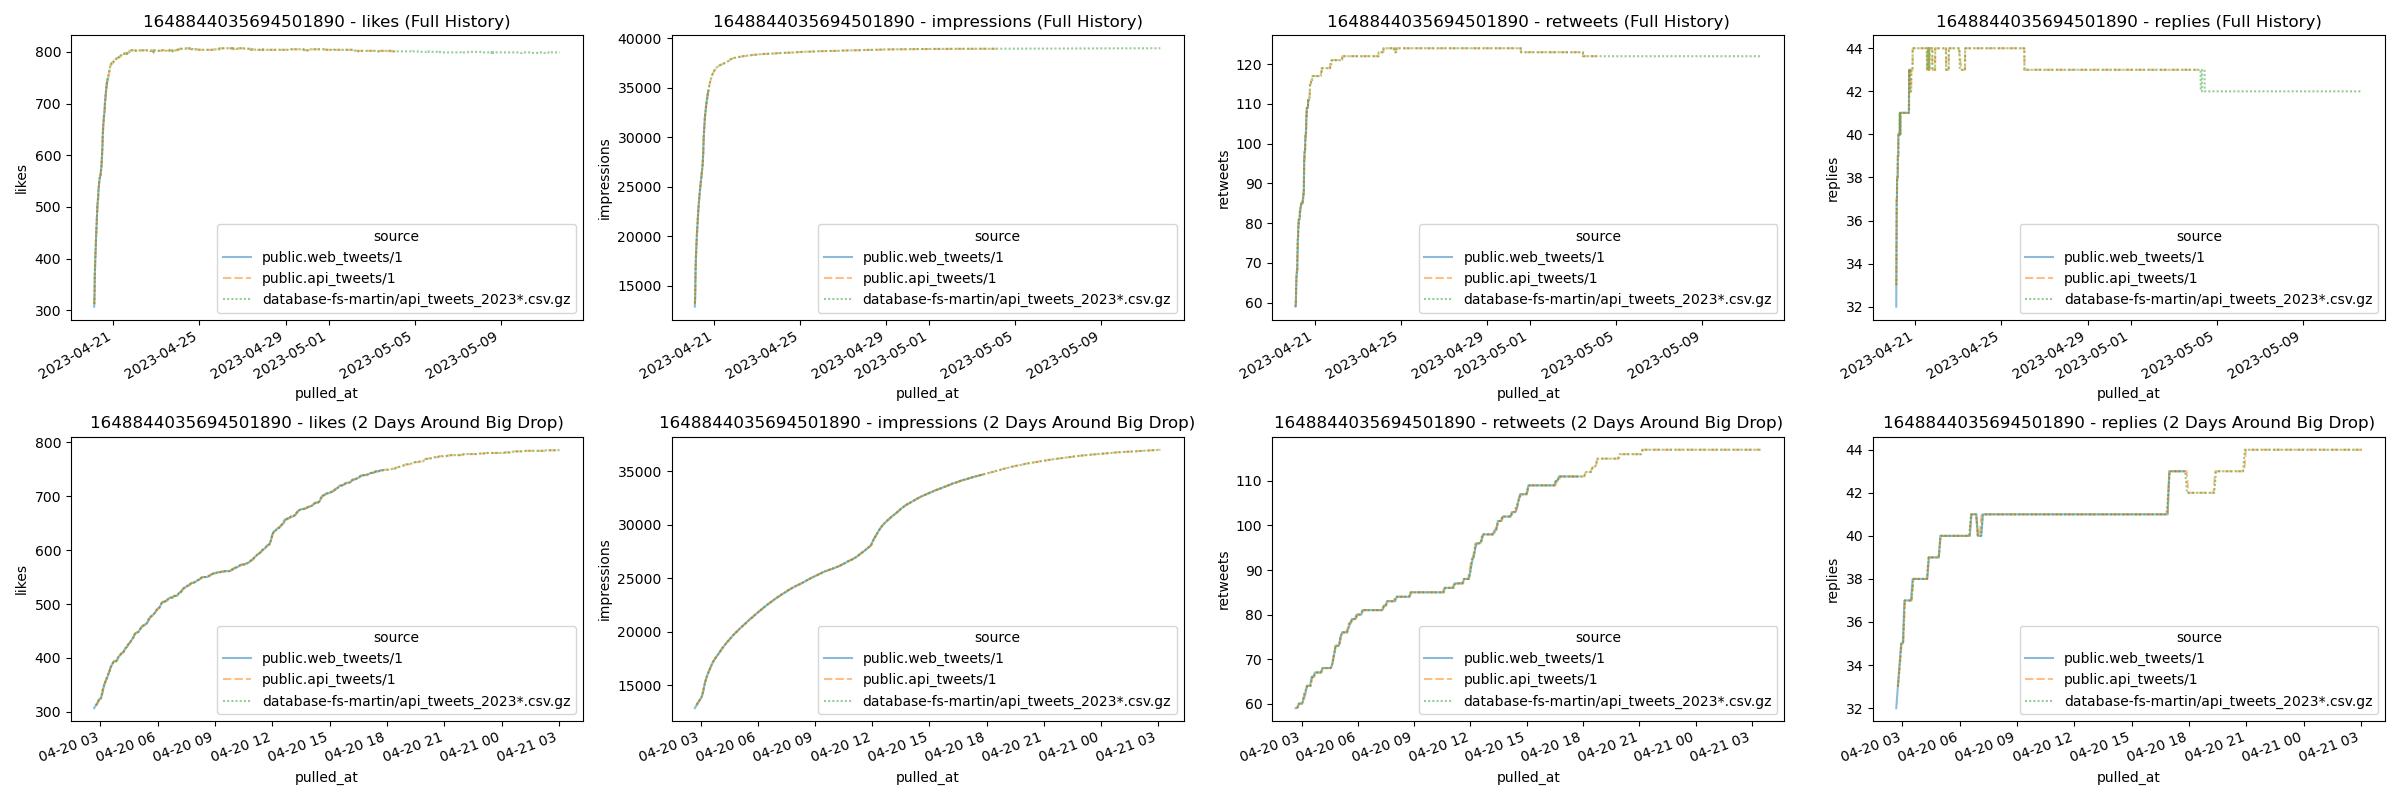 1648844035694501890 - likes (Full History)
800
700
600
500
400
300
likes
source
public.web_tweets/1
public.api_tweets/1
database-fs-martin/api_tweets_2023*.csv.gz
2023-04-21
2023-04-25
2023-04-29
2023-05-01
2023-05-05
2023-05-09
pulled_at
1648844035694501890 - impressions (Full History)
40000
35000
30000
25000
20000
15000
impressions
source
public.web_tweets/1
public.api_tweets/1
database-fs-martin/api_tweets_2023*.csv.gz
2023-04-21
2023-04-25
2023-04-29
2023-05-01
2023-05-05
2023-05-09
pulled_at
1648844035694501890 - retweets (Full History)
120
110
100
90
80
70
60
retweets
source
public.web_tweets/1
public.api_tweets/1
database-fs-martin/api_tweets_2023*.csv.gz
2023-04-21
2023-04-25
2023-04-29
2023-05-01
2023-05-05
2023-05-09
pulled_at
1648844035694501890 - replies (Full History)
44
42
40
38
36
34
32
replies
source
public.web_tweets/1
public.api_tweets/1
database-fs-martin/api_tweets_2023*.csv.gz
2023-04-21
2023-04-25
2023-04-29
2023-05-01
2023-05-05
2023-05-09
pulled_at
1648844035694501890 - likes (2 Days Around Big Drop)
800
700
600
500
400
300
likes
source
public.web_tweets/1
public.api_tweets/1
database-fs-martin/api_tweets_2023*.csv.gz
04-20 03
04-20 06
04-20 09
04-20 12
04-20 15
04-20 18
04-20 21
04-21 00
04-21 03
pulled_at
1648844035694501890 - impressions (2 Days Around Big Drop)
35000
30000
25000
20000
15000
impressions
source
public.web_tweets/1
public.api_tweets/1
database-fs-martin/api_tweets_2023*.csv.gz
04-20 03
04-20 06
04-20 09
04-20 12
04-20 15
04-20 18
04-20 21
04-21 00
04-21 03
pulled_at
1648844035694501890 - retweets (2 Days Around Big Drop)
110
100
90
80
70
60
retweets
source
public.web_tweets/1
public.api_tweets/1
database-fs-martin/api_tweets_2023*.csv.gz
04-20 03
04-20 06
04-20 09
04-20 12
04-20 15
04-20 18
04-20 21
04-21 00
04-21 03
pulled_at
1648844035694501890 - replies (2 Days Around Big Drop)
44
42
40
38
36
34
32
replies
source
public.web_tweets/1
public.api_tweets/1
database-fs-martin/api_tweets_2023*.csv.gz
04-20 03
04-20 06
04-20 09
04-20 12
04-20 15
04-20 18
04-20 21
04-21 00
04-21 03
pulled_at